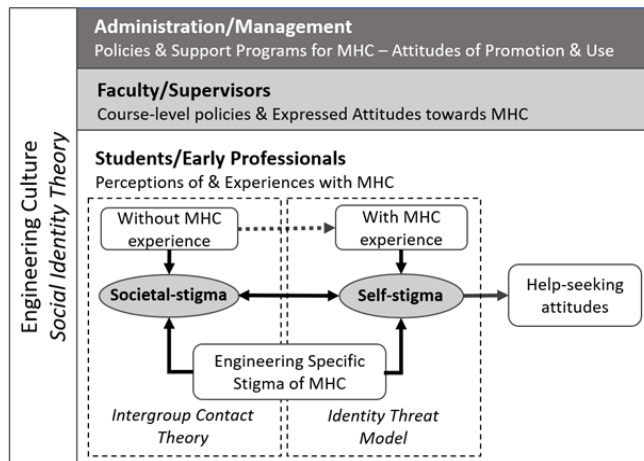 Engineering Culture
Social Identity Theory
Administration/Management
Policies & Support Programs for MHC – Attitudes of Promotion & Use
Faculty/Supervisors
Course-level policies & Expressed Attitudes towards MHC
Students/Early Professionals
Perceptions of & Experiences with MHC
Without MHC
experience
With MHC
experience
Societal-stigma
Self-stigma
Help-seeking
attitudes
Engineering Specific
Stigma of MHC
Intergroup Contact
Theory
Identity Threat
Model